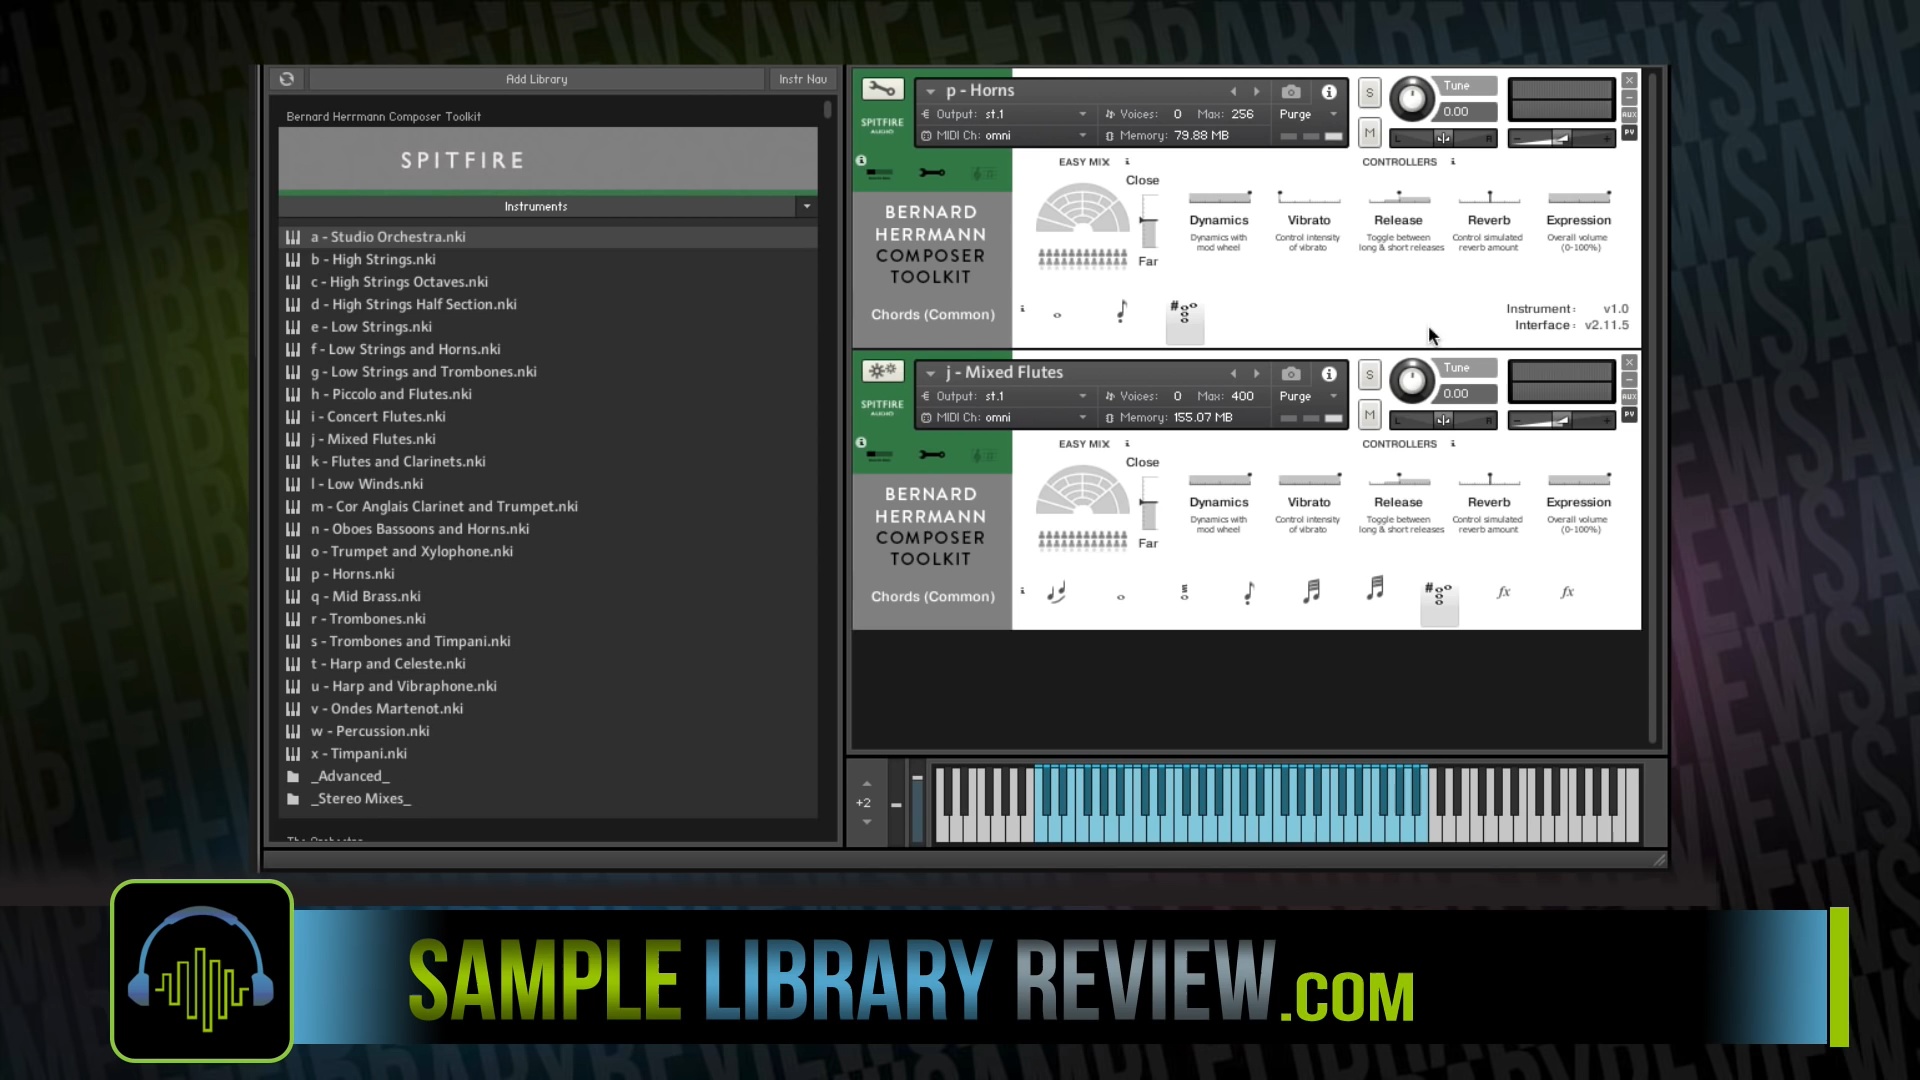 Add Library
Instr Nav
Bernard Herrmann Composer Toolkit
SPITFIRE
Instruments
a - Studio Orchestra.nki
b - High Strings.nki
c - High Strings Octaves.nki
d - High Strings Half Section.nki
e - Low Strings.nki
f - Low Strings and Horns.nki
g - Low Strings and Trombones.nki
h - Piccolo and Flutes.nki
i - Concert Flutes.nki
j - Mixed Flutes.nki
k - Flutes and Clarinets.nki
l - Low Winds.nki
m - Cor Anglais Clarinet and Trumpet.nki
n - Oboes Bassoons and Horns.nki
o - Trumpet and Xylophone.nki
p - Horns.nki
q - Mid Brass.nki
r - Trombones.nki
s - Trombones and Timpani.nki
t - Harp and Celeste.nki
u - Harp and Vibraphone.nki
v - Ondes Martenot.nki
w - Percussion.nki
x - Timpani.nki
_Advanced_
_Stereo Mixes_
p - Horns
S
Tune
SPITFIRE
AUDIO
Output: st.1
Voices: 0 Max: 256
Purge
0.00
AUX
MIDI Ch: omni
Memory: 79.88 MB
M
L
R
PV
EASY MIX
CONTROLLERS
Close
Far
BERNARD
HERRMANN
COMPOSER
TOOLKIT
Dynamics
Dynamics with
mod wheel
Vibrato
Control intensity
of vibrato
Release
Toggle between
long & short releases
Reverb
Control simulated
reverb amount
Expression
Overall volume
(0-100%)
Chords (Common)
Instrument: v1.0
Interface: v2.11.5
j - Mixed Flutes
S
Tune
SPITFIRE
AUDIO
Output: st.1
Voices: 0 Max: 400
Purge
0.00
AUX
MIDI Ch: omni
Memory: 155.07 MB
M
L
R
PV
EASY MIX
CONTROLLERS
Close
Far
BERNARD
HERRMANN
COMPOSER
TOOLKIT
Dynamics
Dynamics with
mod wheel
Vibrato
Control intensity
of vibrato
Release
Toggle between
long & short releases
Reverb
Control simulated
reverb amount
Expression
Overall volume
(0-100%)
Chords (Common)
fx
fx
+2
SAMPLE LIBRARY REVIEW.COM